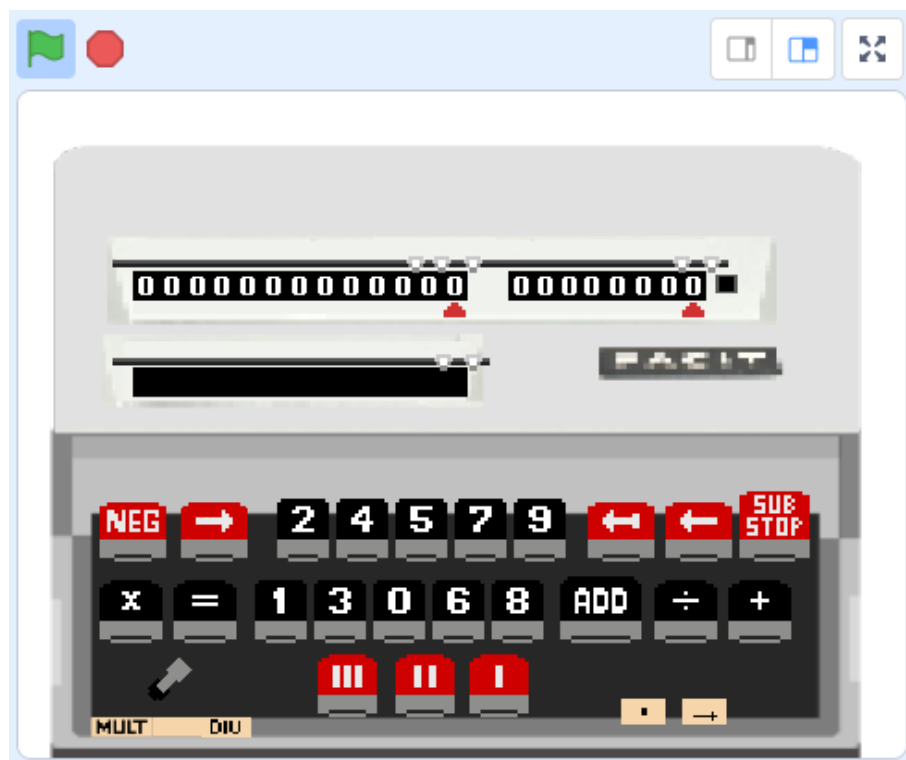 0000000000000 00000000
FACIT
NEG → 2 4 5 7 9 ← ← SUB STOP
x = 1 3 0 6 8 ADD ÷ +
III II I
MULT DIV